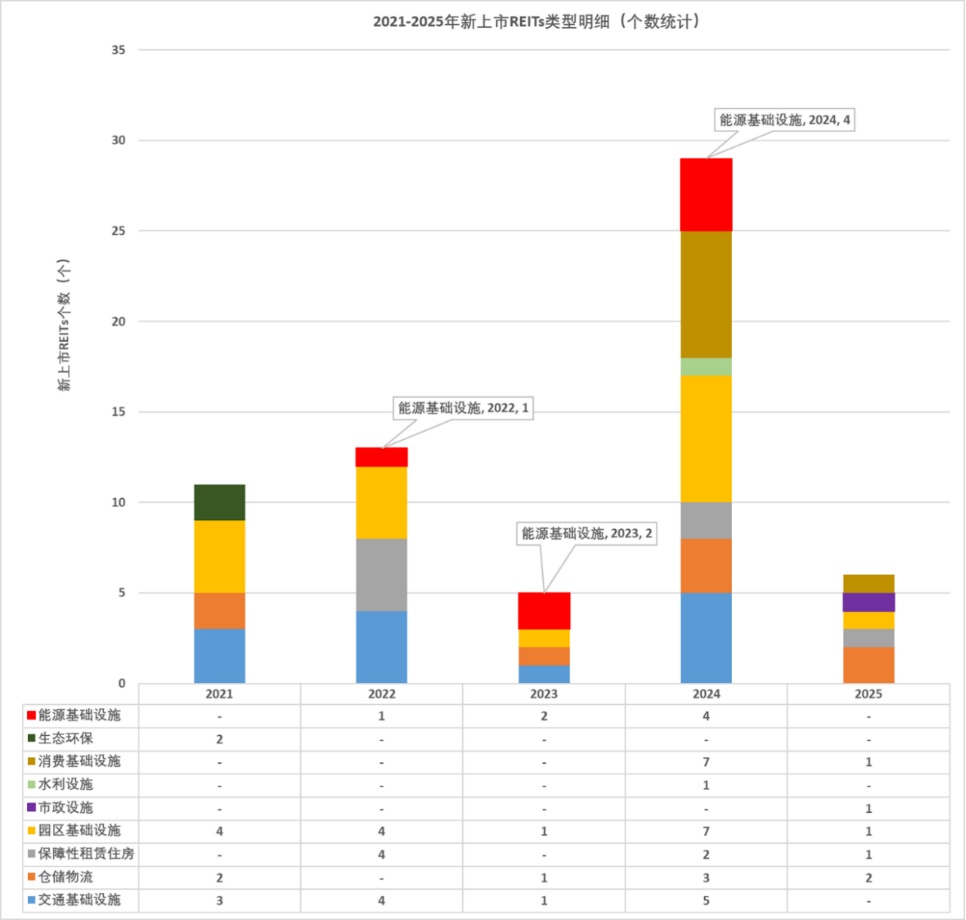 2021-2025年新上市REITs类型明细（个数统计）
35
能源基础设施, 2024, 4
30
25
新上市REITs个数（个）
20
15
能源基础设施, 2022, 1
10
能源基础设施, 2023, 2
5
0
2021 2022 2023 2024 2025
能源基础设施 - 1 2 4 -
生态环保 2 - - - -
消费基础设施 - - - 7 1
水利设施 - - - 1 -
市政设施 - - - - 1
园区基础设施 4 4 1 7 1
保障性租赁住房 - 4 - 2 1
仓储物流 2 - 1 3 2
交通基础设施 3 4 1 5 -